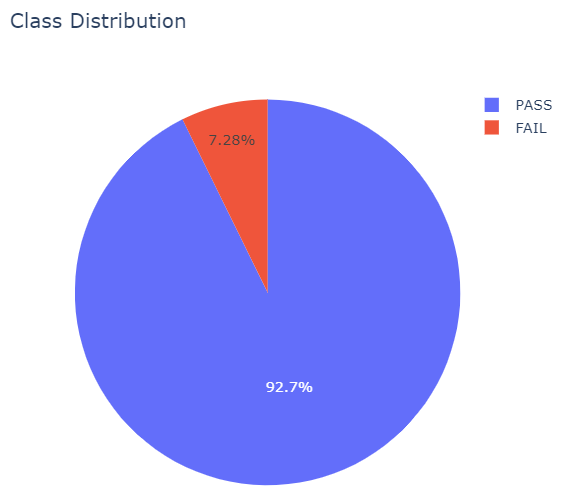 Class Distribution
PASS
FAIL
7.28%
92.7%